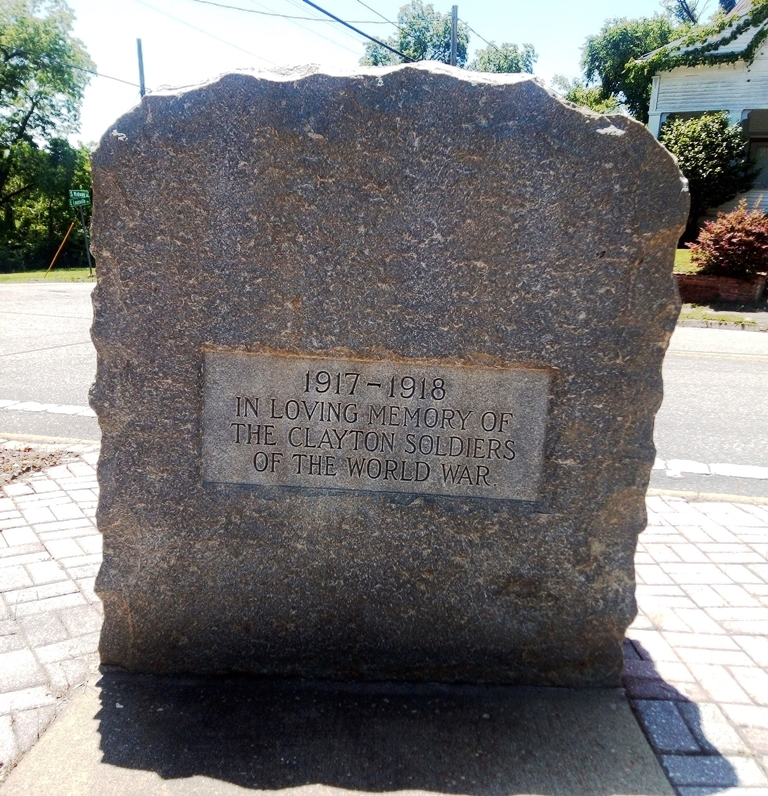 1917-1918
IN LOVING MEMORY OF
THE CLAYTON SOLDIERS
OF THE WORLD WAR.